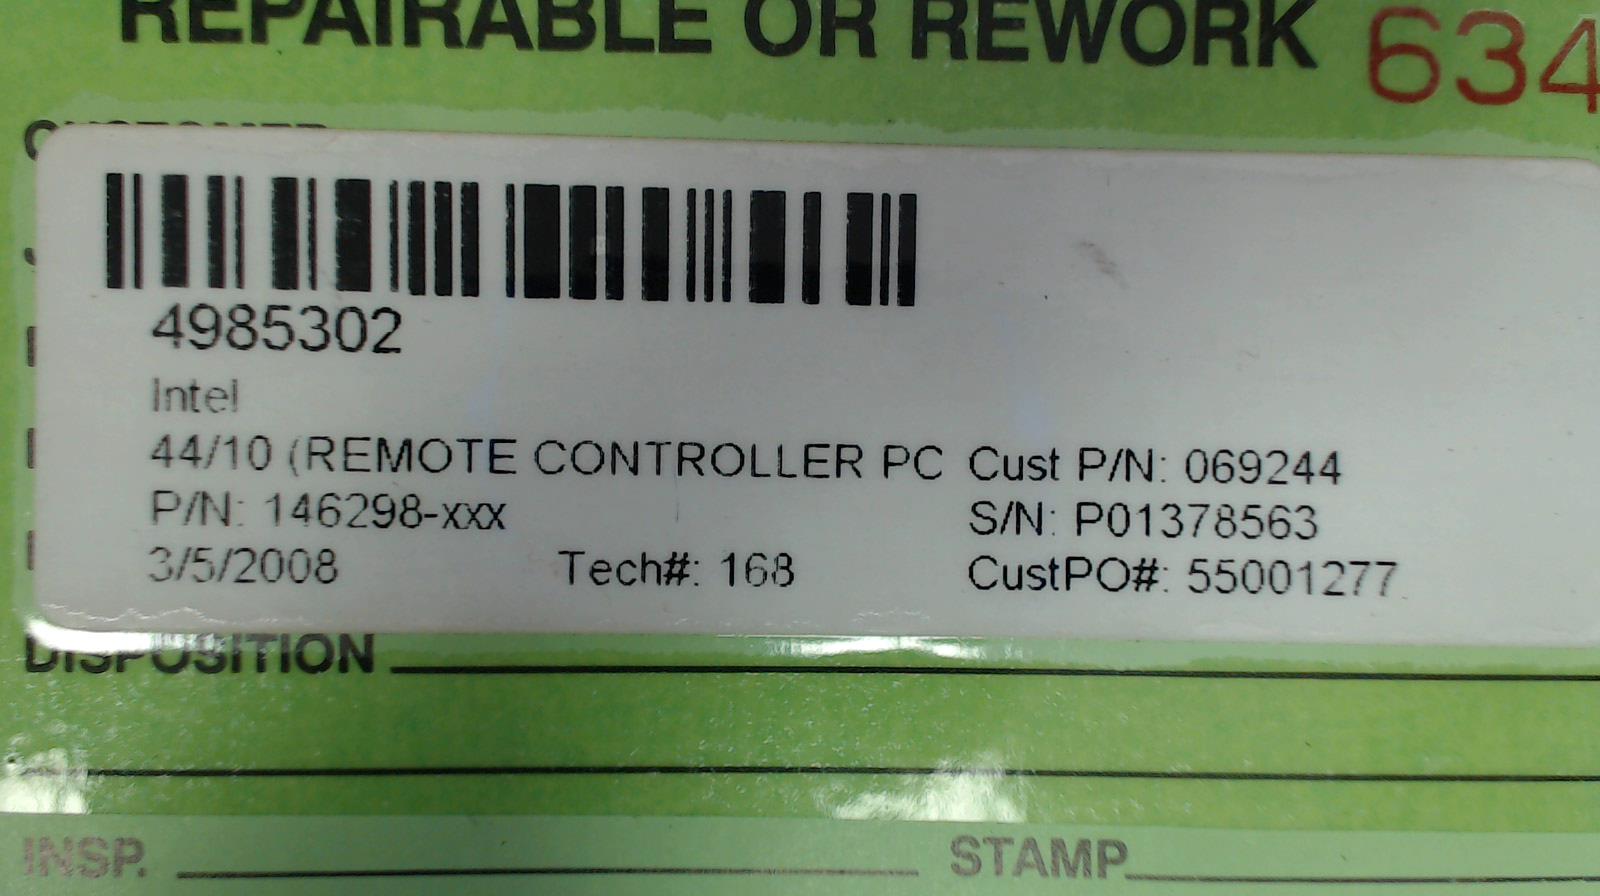 REPAIRABLE OR REWORK 634
CUSTOMER
4985302
Intel
44/10 (REMOTE CONTROLLER PC Cust P/N: 069244
P/N: 146298-xxx S/N: P01378563
3/5/2008 Tech#: 168 CustPO#: 55001277
DISPOSITION
INSP. STAMP